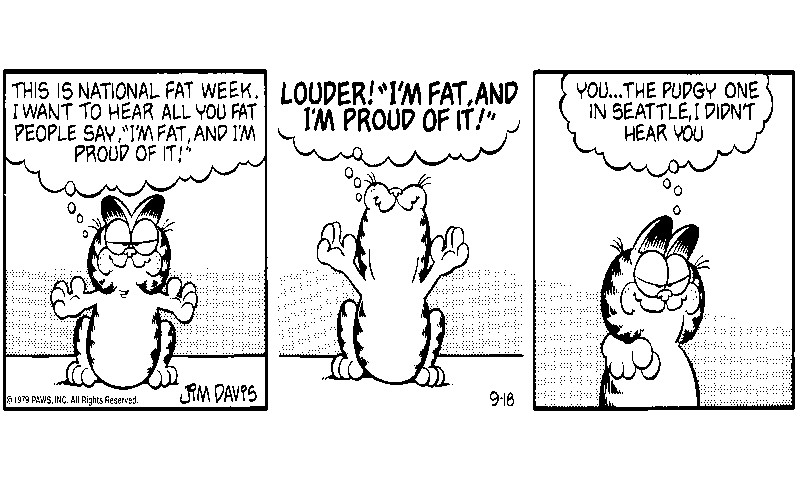 THIS IS NATIONAL FAT WEEK.
I WANT TO HEAR ALL YOU FAT
PEOPLE SAY, "I'M FAT, AND I'M
PROUD OF IT!"
© 1979 PAWS, INC. All Rights Reserved.
JIM DAVIS
LOUDER! "I'M FAT, AND
I'M PROUD OF IT!"
9-18
YOU...THE PUDGY ONE
IN SEATTLE, I DIDN'T
HEAR YOU